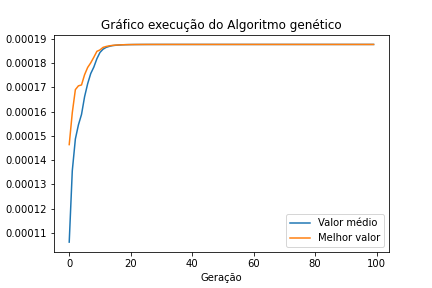 Gráfico execução do Algoritmo genético
0.00019
0.00018
0.00017
0.00016
0.00015
0.00014
0.00013
0.00012
0.00011
Valor médio
Melhor valor
0 20 40 60 80 100
Geração